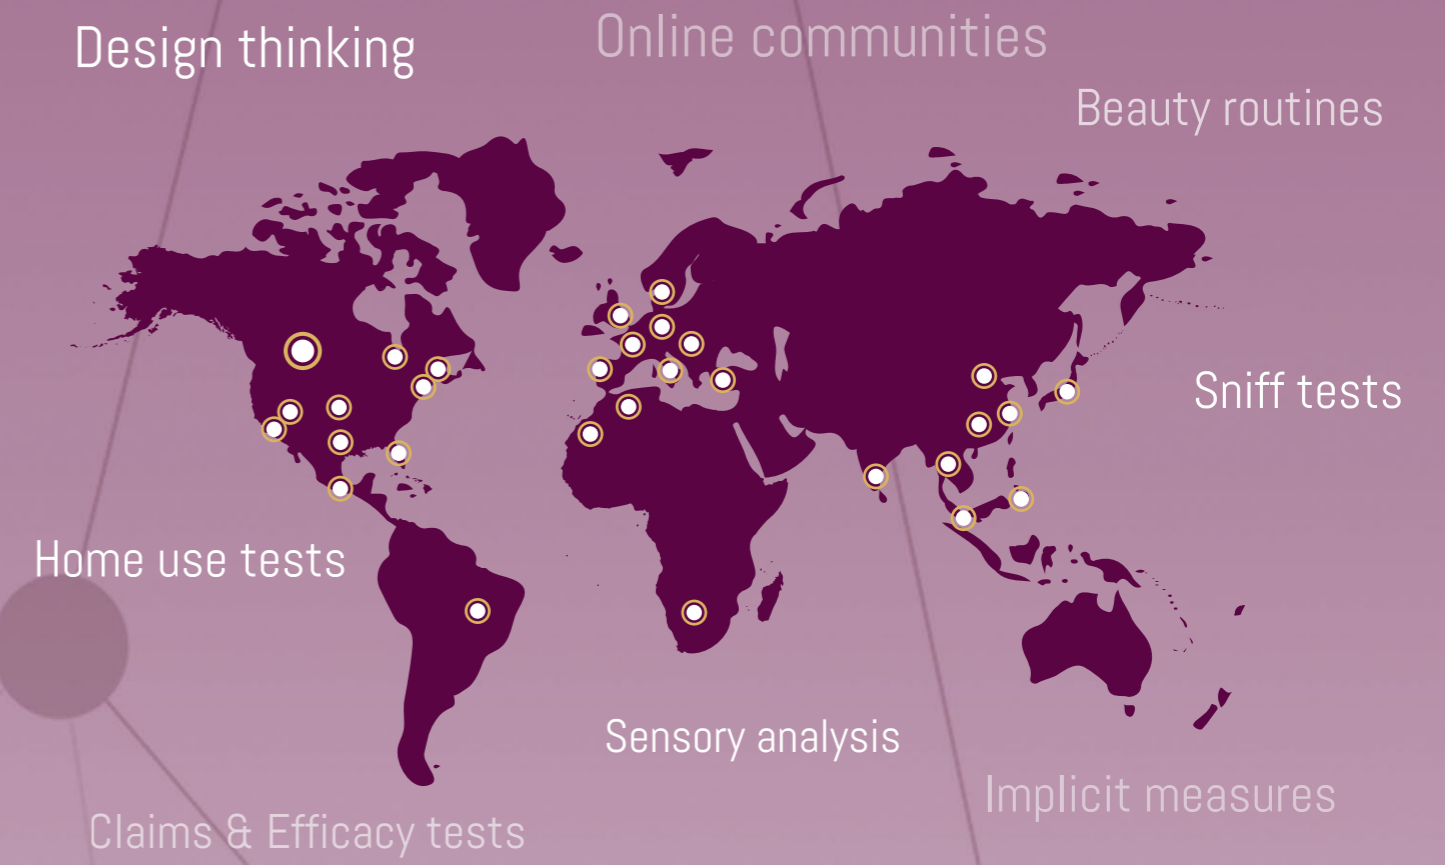 Design thinking
Online communities
Beauty routines
Sniff tests
Home use tests
Sensory analysis
Implicit measures
Claims & Efficacy tests